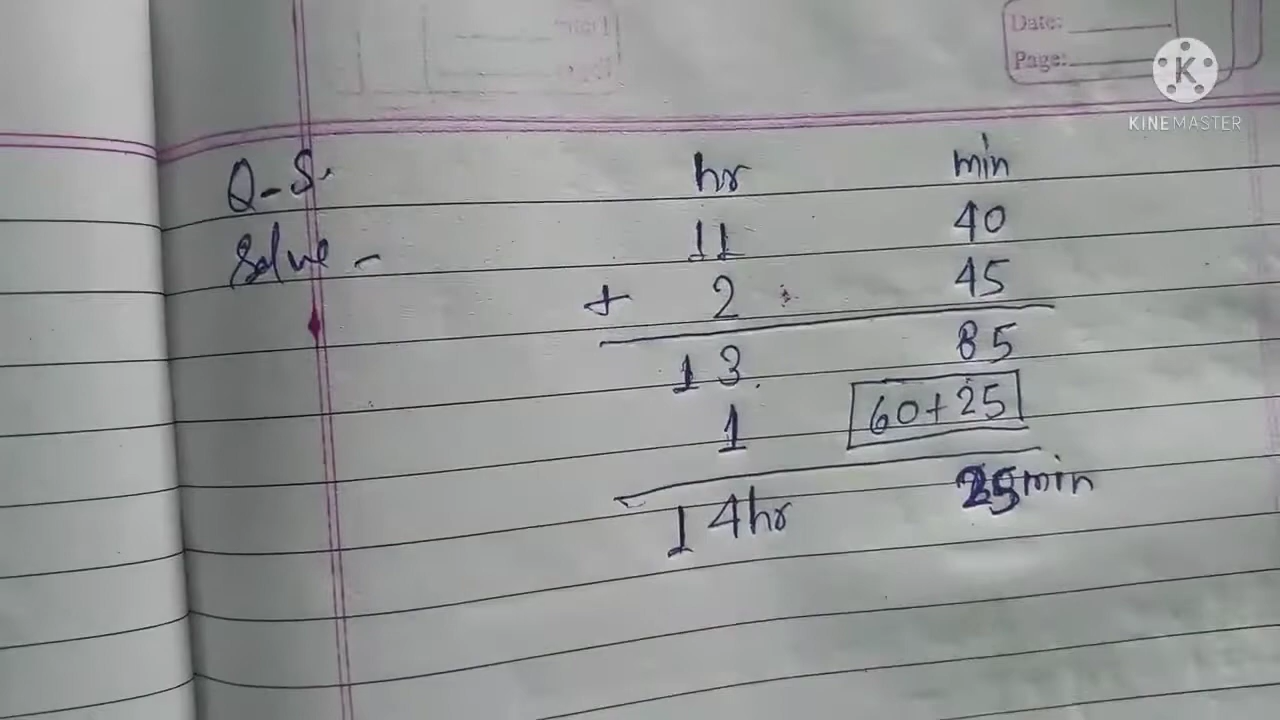 Date:
Page:
K
KINEMASTER
Q-5.
Solve -
hr min
11 40
+ 2 45
13 85
1 60+25
14hr 25min